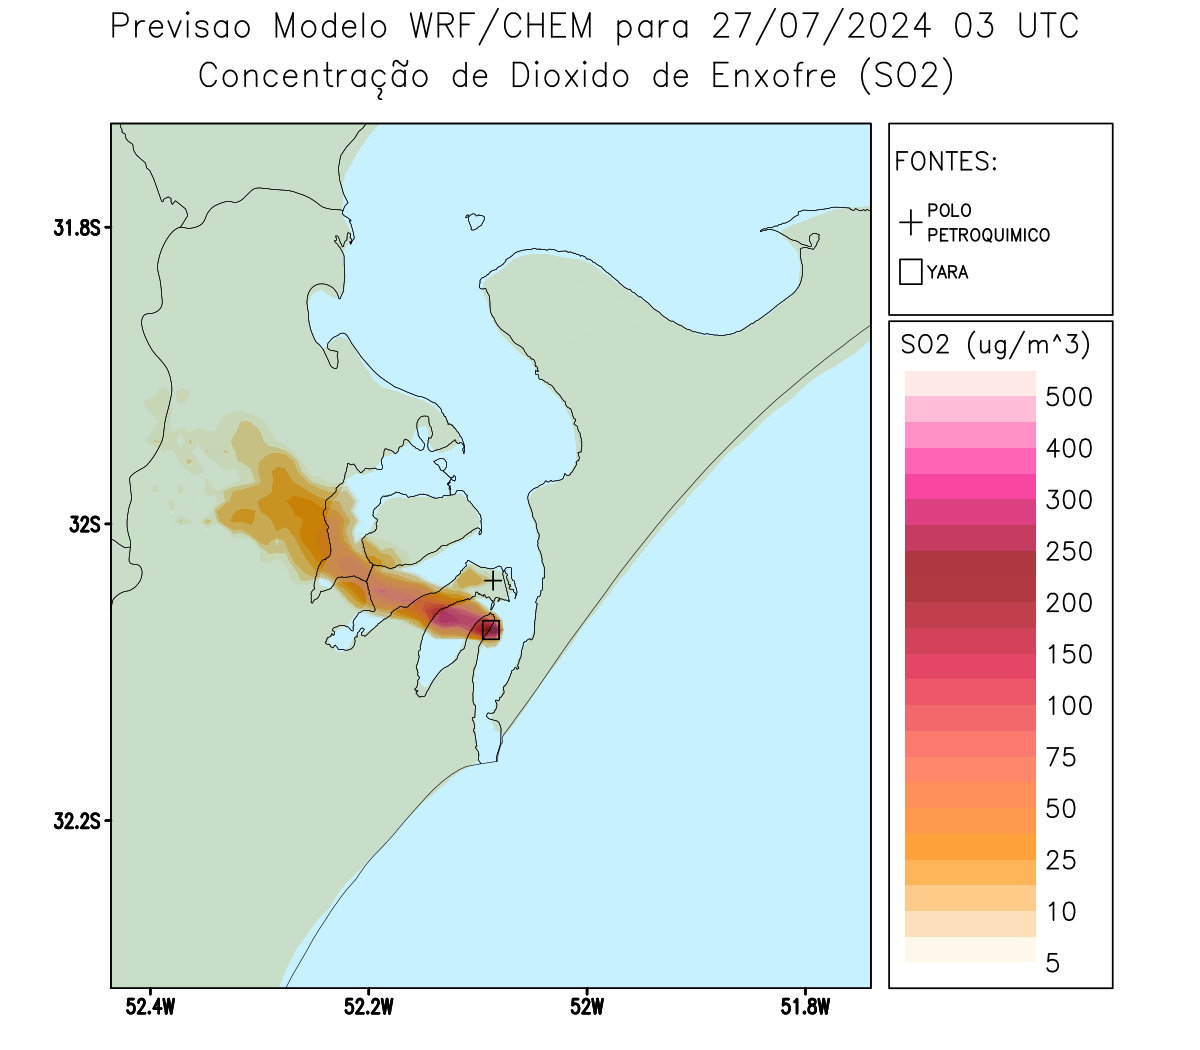 Previsao Modelo WRF/CHEM para 27/07/2024 03 UTC
Concentração de Dioxido de Enxofre (SO2)
FONTES:
POLO
PETROQUIMICO
YARA
SO2 (ug/m^3)
500
400
300
250
200
150
100
75
50
25
10
5
31.8S
32S
32.2S
52.4W
52.2W
52W
51.8W